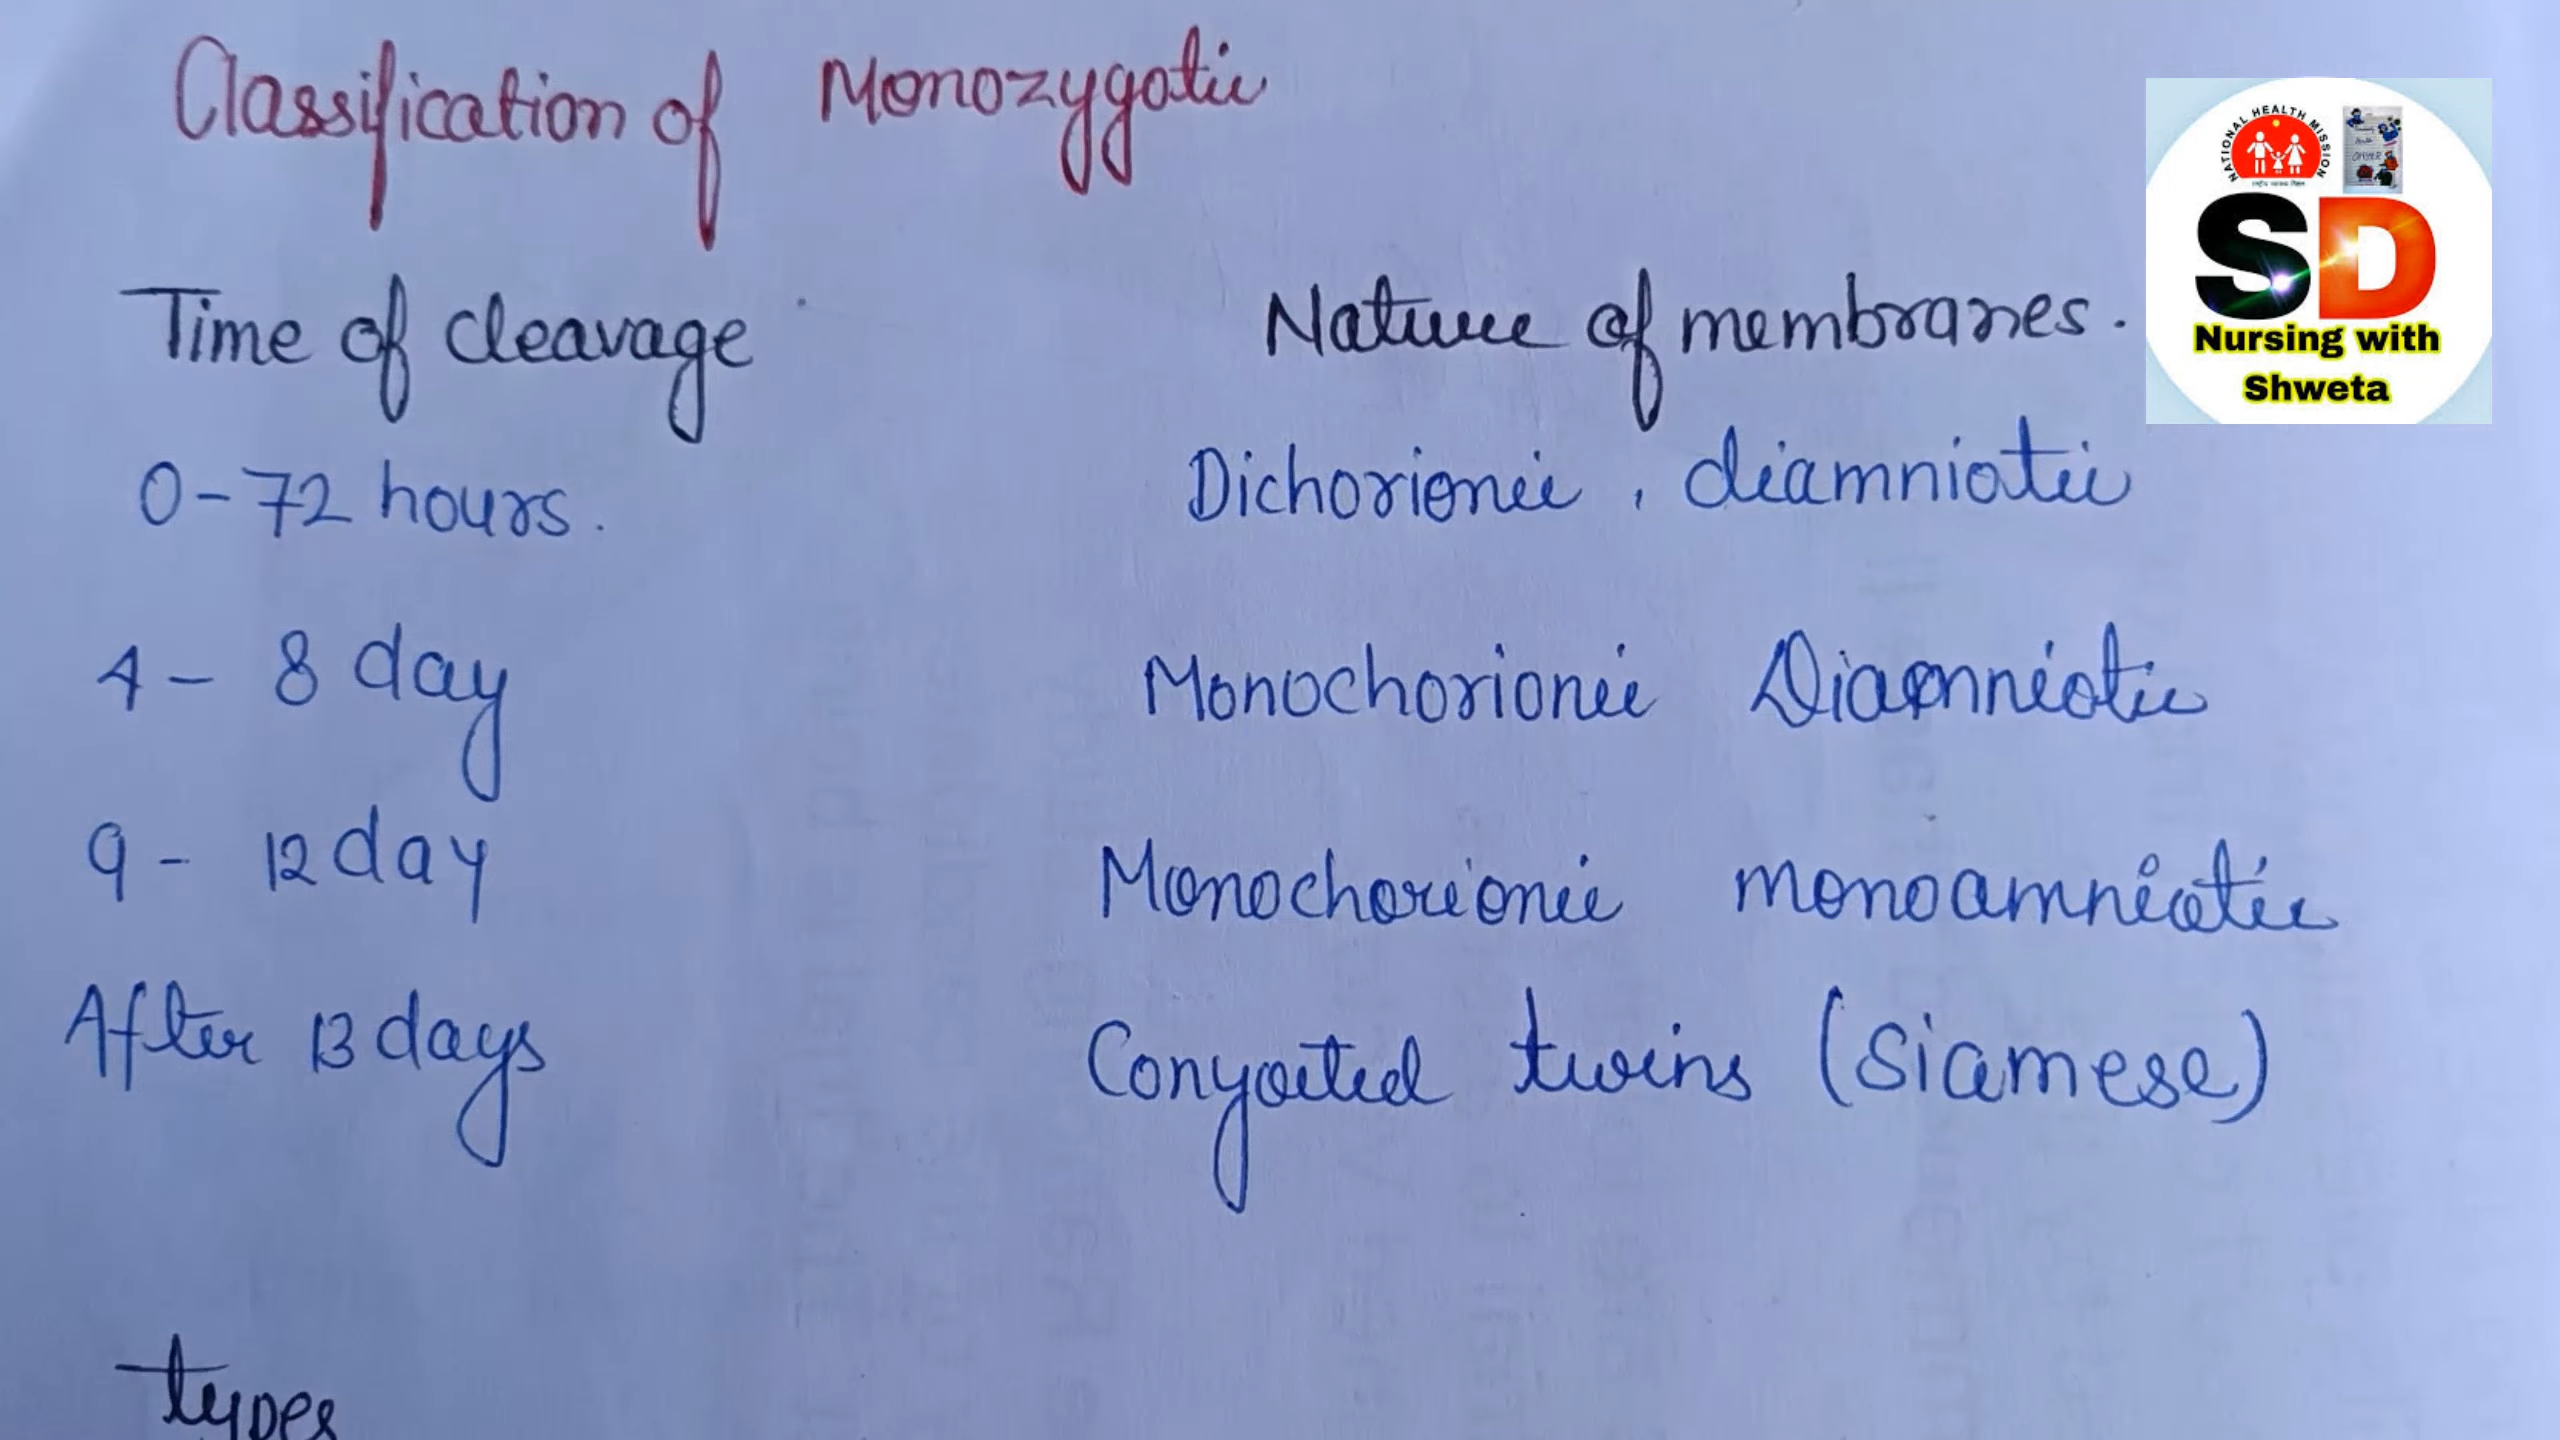 Classification of Monozygotic
Time of cleavage Nature of membranes.
0-72 hours. Dichorionic, diamniotic
4 - 8 day Monochorionic Diamniotic
9 - 12 day Monochorionic monoamniotic
After 13 days Conyoited twins (Siamese)
types
NATIONAL HEALTH MISSION
SD
Nursing with
Shweta